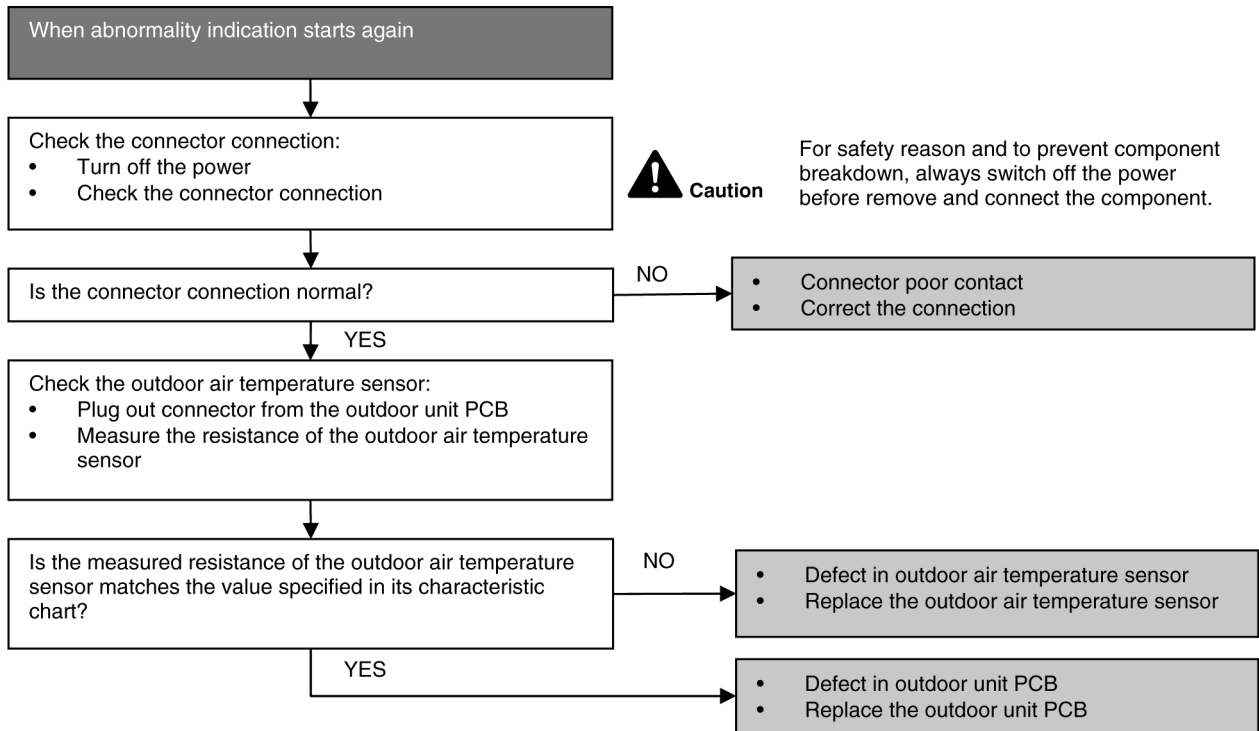 When abnormality indication starts again
Check the connector connection:
• Turn off the power
• Check the connector connection
Caution
For safety reason and to prevent component
breakdown, always switch off the power
before remove and connect the component.
Is the connector connection normal?
NO
• Connector poor contact
• Correct the connection
YES
Check the outdoor air temperature sensor:
• Plug out connector from the outdoor unit PCB
• Measure the resistance of the outdoor air temperature
sensor
Is the measured resistance of the outdoor air temperature
sensor matches the value specified in its characteristic
chart?
NO
• Defect in outdoor air temperature sensor
• Replace the outdoor air temperature sensor
YES
• Defect in outdoor unit PCB
• Replace the outdoor unit PCB